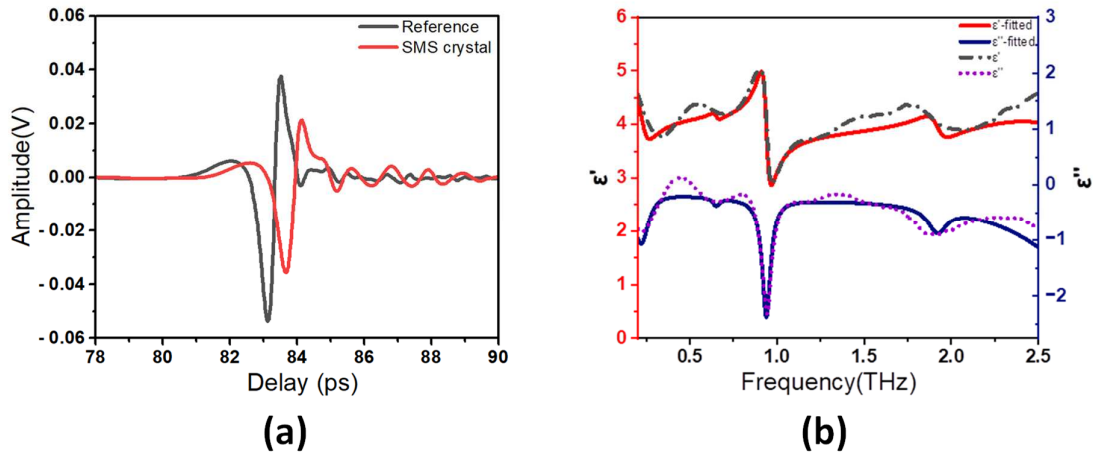 0.06
0.04
0.02
0.00
- 0.02
- 0.04
- 0.06
Amplitude(V)
78 80 82 84 86 88 90
Delay (ps)
Reference
SMS crystal
(a)
6
5
4
3
2
1
0
ε'
0.5 1.0 1.5 2.0 2.5
Frequency(THz)
3
2
1
0
−1
−2
ε"
ε'-fitted
ε"-fitted
ε'
ε"
(b)